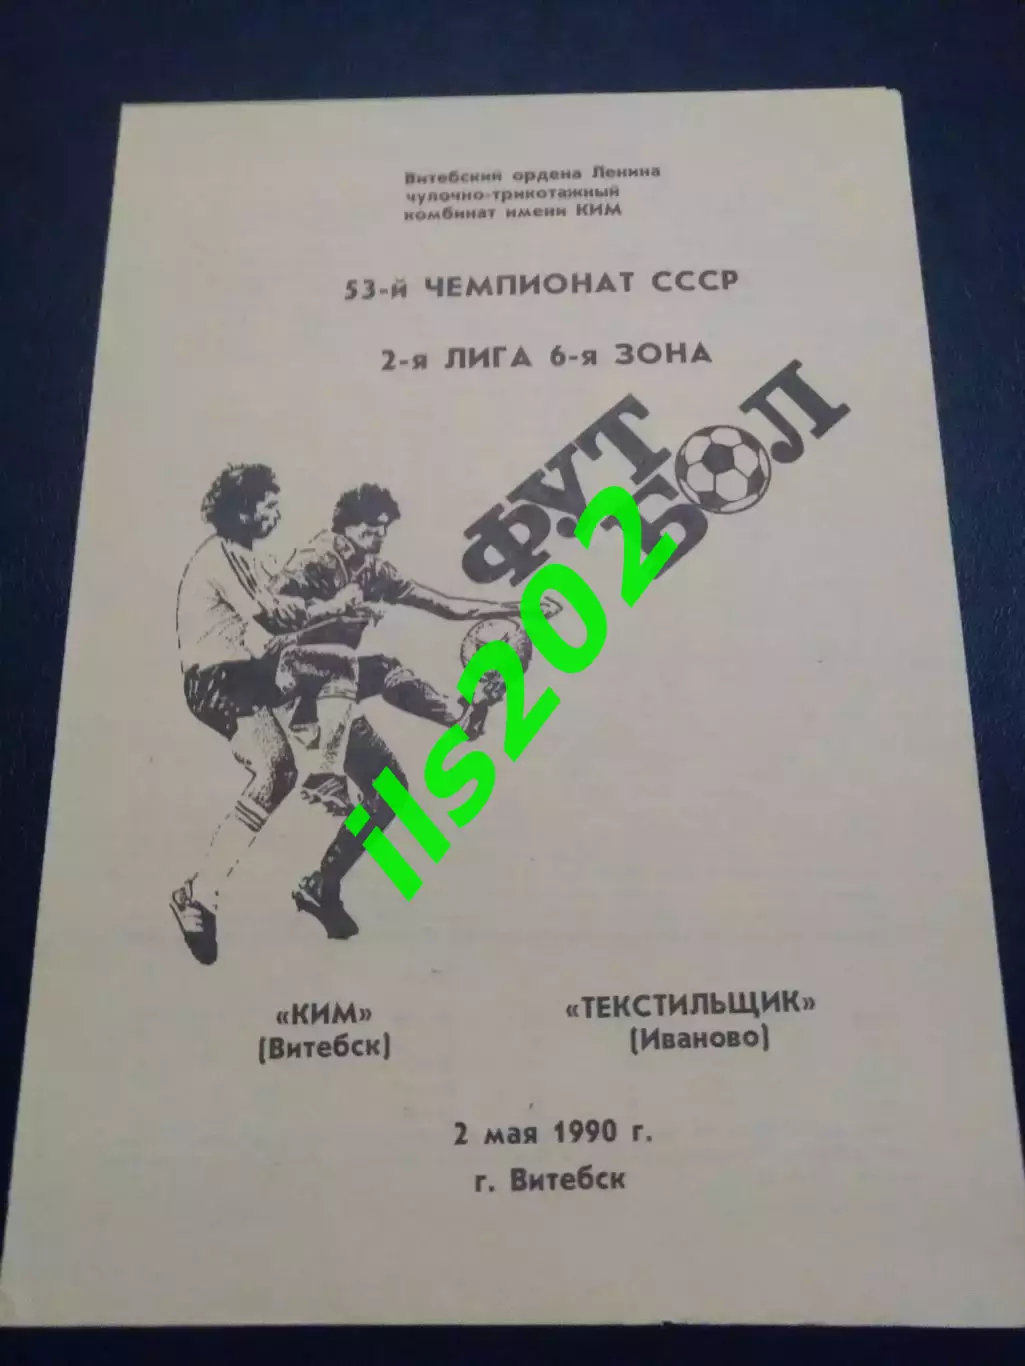 Витебский ордена Ленина
чулочно-трикотажный
комбинат имени КИМ
53-й ЧЕМПИОНАТ СССР
2-я ЛИГА 6-я ЗОНА
ФУТ
БОЛ
ils202
«КИМ»
(Витебск)
«ТЕКСТИЛЬЩИК»
(Иваново)
2 мая 1990 г.
г. Витебск